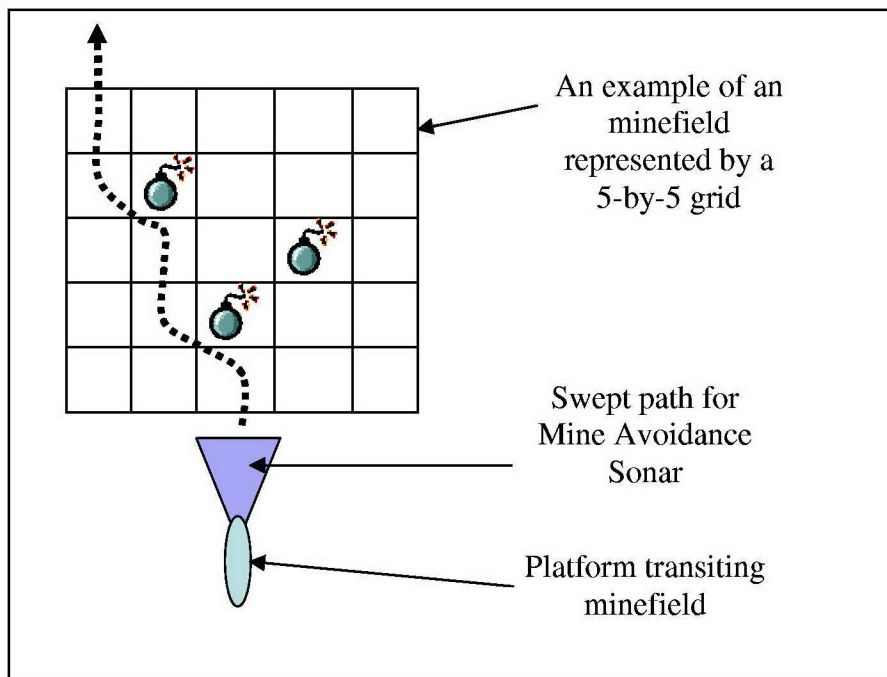 An example of an
minefield
represented by a
5-by-5 grid
Swept path for
Mine Avoidance
Sonar
Platform transiting
minefield